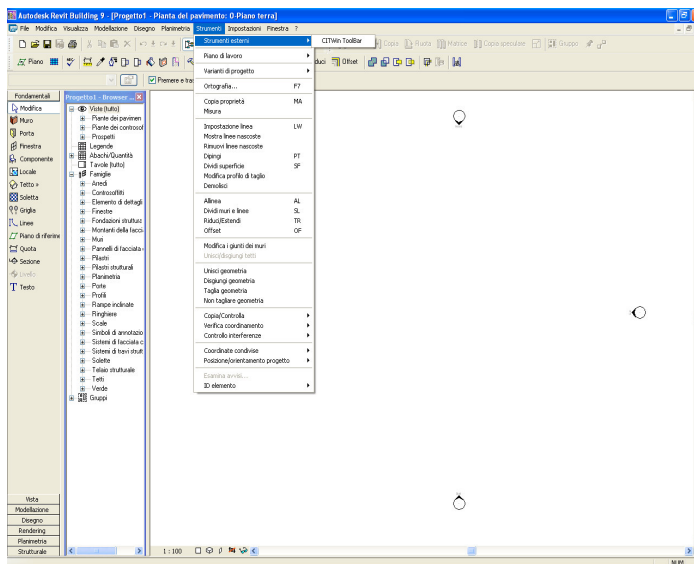 Autodesk Revit Building 9 - [Progetto1 - Pianta del pavimento: 0-Piano terra]
File Modifica Visualizza Modellazione Disegno Planimetria Strumenti Impostazioni Finestra ?
Copia Ruota Matrice Copia speculare Gruppo
Piano Offset
Premere e tra
Strumenti esterni
CITWin ToolBar
Piano di lavoro
Varianti di progetto
Ortografia... F7
Copia proprietà MA
Misura
Impostazione linea LW
Mostra linee nascoste
Rimuovi linee nascoste
Dipingi PT
Dividi superficie SF
Modifica profilo di taglio
Demolisci
Allinea AL
Dividi muri e linee SL
Riduci/Estendi TR
Offset OF
Modifica i giunti dei muri
Unisci/disgiungi tetti
Unisci geometria
Disgiungi geometria
Taglia geometria
Non tagliare geometria
Copia/Controlla
Verifica coordinamento
Controllo interferenze
Coordinate condivise
Posizione/orientamento progetto
Esamina avvisi...
ID elemento
Fondamentali
Modifica
Muro
Porta
Finestra
Componente
Locale
Tetto »
Soletta
Griglia
Linee
Piano di riferime
Quota
Sezione
Livello
Testo
Vista
Modellazione
Disegno
Rendering
Planimetria
Strutturale
Progetto1 - Browser ...
Viste (tutto)
Piante dei pavimen
Piante dei controsof
Prospetti
Legende
Abachi/Quantità
Tavole (tutto)
Famiglie
Arredi
Controsoffitti
Elemento di dettagli
Finestre
Fondazioni struttura
Montanti della facci
Muri
Pannelli di facciata
Pilastri
Pilastri strutturali
Planimetria
Porte
Profili
Rampe inclinate
Ringhiere
Scale
Simboli di annotazio
Sistemi di facciata c
Sistemi di travi strutt
Solette
Telaio strutturale
Tetti
Verde
Gruppi
1 : 100
NUM